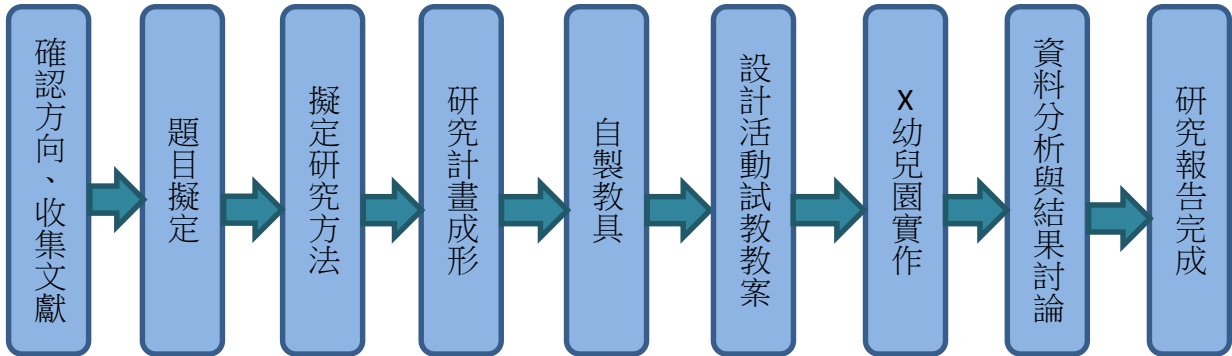 確認方向、收集文獻
題目擬定
擬定研究方法
研究計畫成形
自製教具
設計活動試教教案
X幼兒園實作
資料分析與結果討論
研究報告完成